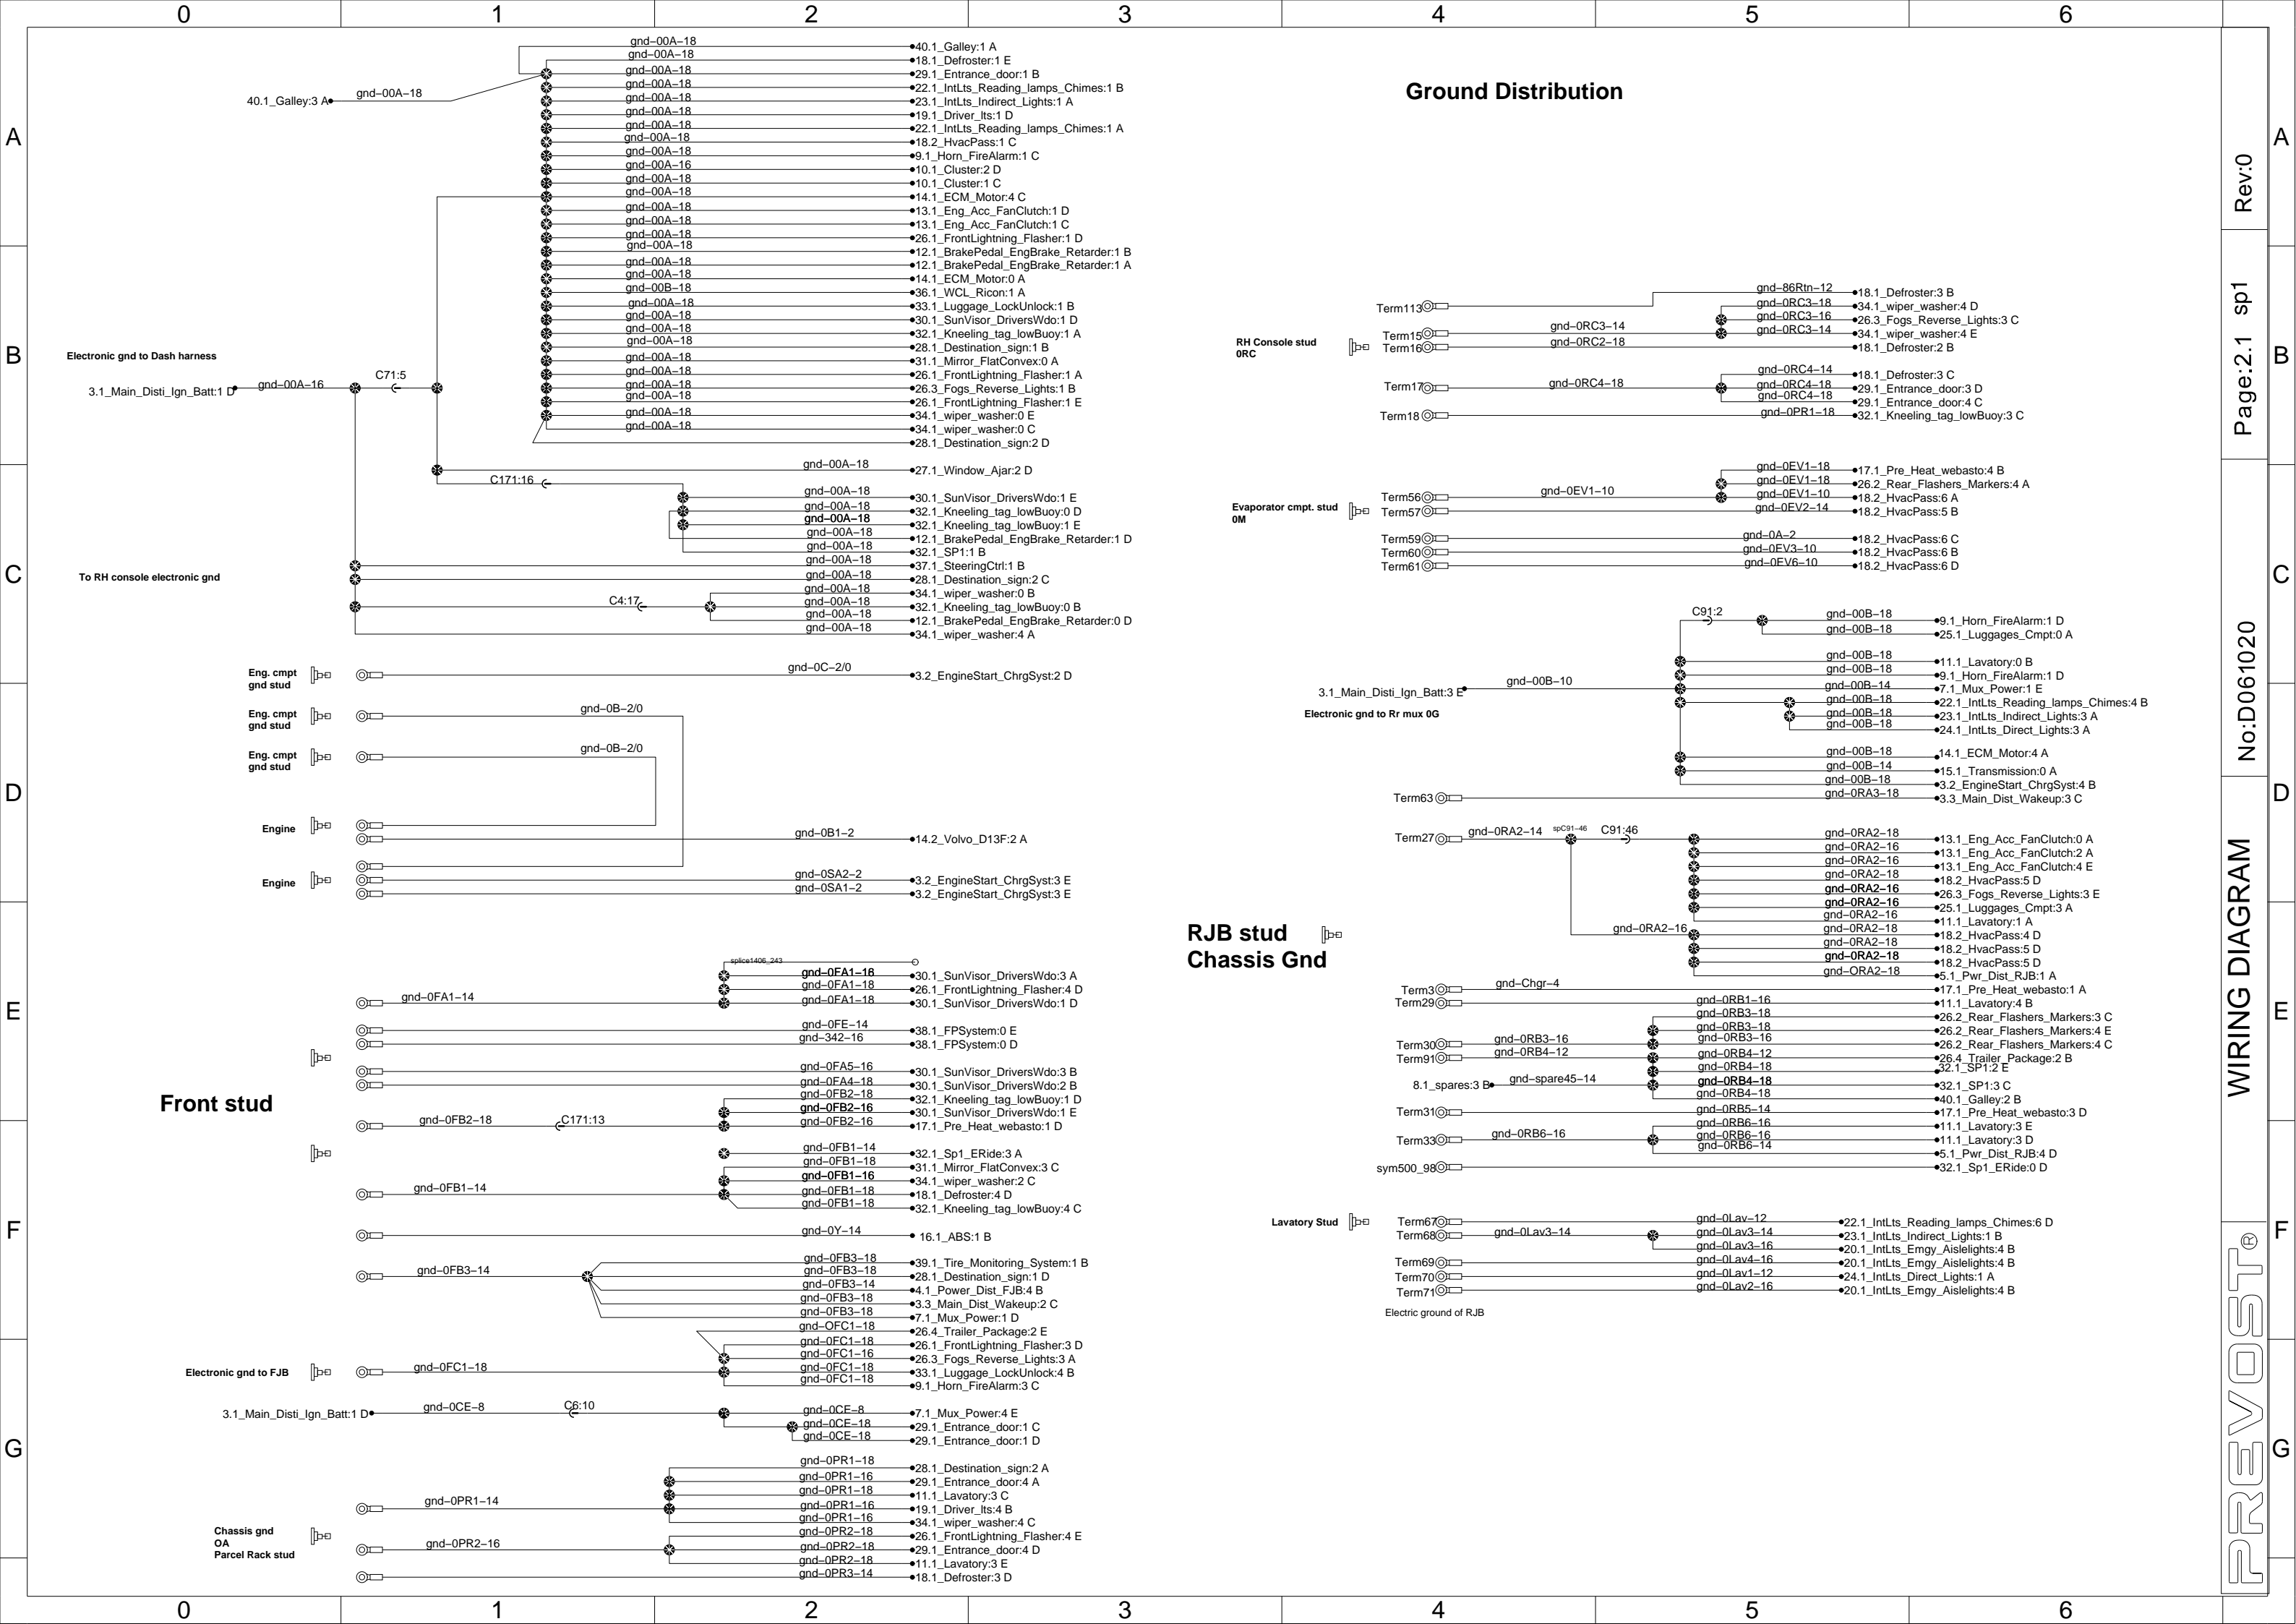 0 1 2 3 4 5 6
A
B
C
D
E
F
G
Ground Distribution
gnd–00A–18
40.1_Galley:1 A
gnd–00A–18
18.1_Defroster:1 E
40.1_Galley:3 A
gnd–00A–18
gnd–00A–18
29.1_Entrance_door:1 B
gnd–00A–18
22.1_IntLts_Reading_lamps_Chimes:1 B
gnd–00A–18
23.1_IntLts_Indirect_Lights:1 A
gnd–00A–18
19.1_Driver_lts:1 D
gnd–00A–18
22.1_IntLts_Reading_lamps_Chimes:1 A
gnd–00A–18
18.2_HvacPass:1 C
gnd–00A–18
9.1_Horn_FireAlarm:1 C
gnd–00A–16
10.1_Cluster:2 D
gnd–00A–18
10.1_Cluster:1 C
gnd–00A–18
14.1_ECM_Motor:4 C
gnd–00A–18
13.1_Eng_Acc_FanClutch:1 D
gnd–00A–18
13.1_Eng_Acc_FanClutch:1 C
gnd–00A–18
26.1_FrontLightning_Flasher:1 D
gnd–00A–18
12.1_BrakePedal_EngBrake_Retarder:1 B
gnd–00A–18
12.1_BrakePedal_EngBrake_Retarder:1 A
gnd–00A–18
14.1_ECM_Motor:0 A
gnd–00B–18
36.1_WCL_Ricon:1 A
gnd–00A–18
33.1_Luggage_LockUnlock:1 B
gnd–00A–18
30.1_SunVisor_DriversWdo:1 D
gnd–00A–18
32.1_Kneeling_tag_lowBuoy:1 A
gnd–00A–18
28.1_Destination_sign:1 B
gnd–00A–18
31.1_Mirror_FlatConvex:0 A
gnd–00A–18
26.1_FrontLightning_Flasher:1 A
gnd–00A–18
26.3_Fogs_Reverse_Lights:1 B
gnd–00A–18
26.1_FrontLightning_Flasher:1 E
gnd–00A–18
34.1_wiper_washer:0 E
gnd–00A–18
34.1_wiper_washer:0 C
28.1_Destination_sign:2 D
Electronic gnd to Dash harness
3.1_Main_Disti_Ign_Batt:1 D
gnd–00A–16
C71:5
gnd–00A–18
27.1_Window_Ajar:2 D
C171:16
gnd–00A–18
30.1_SunVisor_DriversWdo:1 E
gnd–00A–18
32.1_Kneeling_tag_lowBuoy:0 D
gnd–00A–18
32.1_Kneeling_tag_lowBuoy:1 E
gnd–00A–18
12.1_BrakePedal_EngBrake_Retarder:1 D
gnd–00A–18
32.1_SP1:1 B
gnd–00A–18
37.1_SteeringCtrl:1 B
To RH console electronic gnd
gnd–00A–18
28.1_Destination_sign:2 C
gnd–00A–18
34.1_wiper_washer:0 B
C4:17
gnd–00A–18
32.1_Kneeling_tag_lowBuoy:0 B
gnd–00A–18
12.1_BrakePedal_EngBrake_Retarder:0 D
gnd–00A–18
34.1_wiper_washer:4 A
Eng. cmpt
gnd stud
gnd–0C–2/0
3.2_EngineStart_ChrgSyst:2 D
Eng. cmpt
gnd stud
gnd–0B–2/0
Eng. cmpt
gnd stud
gnd–0B–2/0
Engine
gnd–0B1–2
14.2_Volvo_D13F:2 A
Engine
gnd–0SA2–2
3.2_EngineStart_ChrgSyst:3 E
gnd–0SA1–2
3.2_EngineStart_ChrgSyst:3 E
Front stud
splice1406_243
gnd–0FA1–16
30.1_SunVisor_DriversWdo:3 A
gnd–0FA1–18
26.1_FrontLightning_Flasher:4 D
gnd–0FA1–14
gnd–0FA1–18
30.1_SunVisor_DriversWdo:1 D
gnd–0FE–14
38.1_FPSystem:0 E
gnd–342–16
38.1_FPSystem:0 D
gnd–0FA5–16
30.1_SunVisor_DriversWdo:3 B
gnd–0FA4–18
30.1_SunVisor_DriversWdo:2 B
gnd–0FB2–18
32.1_Kneeling_tag_lowBuoy:1 D
gnd–0FB2–16
30.1_SunVisor_DriversWdo:1 E
gnd–0FB2–18
C171:13
gnd–0FB2–16
17.1_Pre_Heat_webasto:1 D
gnd–0FB1–14
32.1_Sp1_ERide:3 A
gnd–0FB1–18
31.1_Mirror_FlatConvex:3 C
gnd–0FB1–16
34.1_wiper_washer:2 C
gnd–0FB1–14
gnd–0FB1–18
18.1_Defroster:4 D
gnd–0FB1–18
32.1_Kneeling_tag_lowBuoy:4 C
gnd–0Y–14
16.1_ABS:1 B
gnd–0FB3–18
39.1_Tire_Monitoring_System:1 B
gnd–0FB3–14
gnd–0FB3–18
28.1_Destination_sign:1 D
gnd–0FB3–14
4.1_Power_Dist_FJB:4 B
gnd–0FB3–18
3.3_Main_Dist_Wakeup:2 C
gnd–0FB3–18
7.1_Mux_Power:1 D
gnd–OFC1–18
26.4_Trailer_Package:2 E
gnd–0FC1–18
26.1_FrontLightning_Flasher:3 D
gnd–0FC1–16
26.3_Fogs_Reverse_Lights:3 A
Electronic gnd to FJB
gnd–0FC1–18
gnd–0FC1–18
33.1_Luggage_LockUnlock:4 B
gnd–0FC1–18
9.1_Horn_FireAlarm:3 C
3.1_Main_Disti_Ign_Batt:1 D
gnd–0CE–8
C6:10
gnd–0CE–8
7.1_Mux_Power:4 E
gnd–0CE–18
29.1_Entrance_door:1 C
gnd–0CE–18
29.1_Entrance_door:1 D
gnd–0PR1–18
28.1_Destination_sign:2 A
gnd–0PR1–16
29.1_Entrance_door:4 A
gnd–0PR1–18
11.1_Lavatory:3 C
gnd–0PR1–14
gnd–0PR1–16
19.1_Driver_lts:4 B
gnd–0PR1–16
34.1_wiper_washer:4 C
Chassis gnd
OA
Parcel Rack stud
gnd–0PR2–18
26.1_FrontLightning_Flasher:4 E
gnd–0PR2–16
gnd–0PR2–18
29.1_Entrance_door:4 D
gnd–0PR2–18
11.1_Lavatory:3 E
gnd–0PR3–14
18.1_Defroster:3 D
RH Console stud
0RC
gnd–86Rtn–12
18.1_Defroster:3 B
Term113
gnd–0RC3–18
34.1_wiper_washer:4 D
gnd–0RC3–16
26.3_Fogs_Reverse_Lights:3 C
Term15
gnd–0RC3–14
gnd–0RC3–14
34.1_wiper_washer:4 E
Term16
gnd–0RC2–18
18.1_Defroster:2 B
gnd–0RC4–14
18.1_Defroster:3 C
Term17
gnd–0RC4–18
gnd–0RC4–18
29.1_Entrance_door:3 D
gnd–0RC4–18
29.1_Entrance_door:4 C
Term18
gnd–0PR1–18
32.1_Kneeling_tag_lowBuoy:3 C
Evaporator cmpt. stud
0M
gnd–0EV1–18
17.1_Pre_Heat_webasto:4 B
gnd–0EV1–18
26.2_Rear_Flashers_Markers:4 A
Term56
gnd–0EV1–10
gnd–0EV1–10
18.2_HvacPass:6 A
Term57
gnd–0EV2–14
18.2_HvacPass:5 B
Term59
gnd–0A–2
18.2_HvacPass:6 C
Term60
gnd–0EV3–10
18.2_HvacPass:6 B
Term61
gnd–0EV6–10
18.2_HvacPass:6 D
C91:2
gnd–00B–18
9.1_Horn_FireAlarm:1 D
gnd–00B–18
25.1_Luggages_Cmpt:0 A
gnd–00B–18
11.1_Lavatory:0 B
gnd–00B–18
9.1_Horn_FireAlarm:1 D
3.1_Main_Disti_Ign_Batt:3 E
gnd–00B–10
gnd–00B–14
7.1_Mux_Power:1 E
Electronic gnd to Rr mux 0G
gnd–00B–18
22.1_IntLts_Reading_lamps_Chimes:4 B
gnd–00B–18
23.1_IntLts_Indirect_Lights:3 A
gnd–00B–18
24.1_IntLts_Direct_Lights:3 A
gnd–00B–18
14.1_ECM_Motor:4 A
gnd–00B–14
15.1_Transmission:0 A
gnd–00B–18
3.2_EngineStart_ChrgSyst:4 B
Term63
gnd–0RA3–18
3.3_Main_Dist_Wakeup:3 C
Term27
gnd–0RA2–14
spC91–46
C91:46
gnd–0RA2–18
13.1_Eng_Acc_FanClutch:0 A
gnd–0RA2–16
13.1_Eng_Acc_FanClutch:2 A
gnd–0RA2–16
13.1_Eng_Acc_FanClutch:4 E
gnd–0RA2–18
18.2_HvacPass:5 D
gnd–0RA2–16
26.3_Fogs_Reverse_Lights:3 E
gnd–0RA2–16
25.1_Luggages_Cmpt:3 A
gnd–0RA2–16
11.1_Lavatory:1 A
RJB stud
Chassis Gnd
gnd–0RA2–16
gnd–0RA2–18
18.2_HvacPass:4 D
gnd–0RA2–18
18.2_HvacPass:5 D
gnd–0RA2–18
18.2_HvacPass:5 D
gnd–ORA2–18
5.1_Pwr_Dist_RJB:1 A
Term3
gnd–Chgr–4
17.1_Pre_Heat_webasto:1 A
Term29
gnd–0RB1–16
11.1_Lavatory:4 B
gnd–0RB3–18
26.2_Rear_Flashers_Markers:3 C
gnd–0RB3–18
26.2_Rear_Flashers_Markers:4 E
Term30
gnd–0RB3–16
gnd–0RB3–16
26.2_Rear_Flashers_Markers:4 C
Term91
gnd–0RB4–12
gnd–0RB4–12
26.4_Trailer_Package:2 B
gnd–0RB4–18
32.1_SP1:2 E
8.1_spares:3 B
gnd–spare45–14
gnd–0RB4–18
32.1_SP1:3 C
gnd–0RB4–18
40.1_Galley:2 B
Term31
gnd–0RB5–14
17.1_Pre_Heat_webasto:3 D
gnd–0RB6–16
11.1_Lavatory:3 E
Term33
gnd–0RB6–16
gnd–0RB6–16
11.1_Lavatory:3 D
gnd–0RB6–14
5.1_Pwr_Dist_RJB:4 D
sym500_98
32.1_Sp1_ERide:0 D
Lavatory Stud
Term67
gnd–0Lav–12
22.1_IntLts_Reading_lamps_Chimes:6 D
Term68
gnd–0Lav3–14
gnd–0Lav3–14
23.1_IntLts_Indirect_Lights:1 B
gnd–0Lav3–16
20.1_IntLts_Emgy_Aislelights:4 B
Term69
gnd–0Lav4–16
20.1_IntLts_Emgy_Aislelights:4 B
Term70
gnd–0Lav1–12
24.1_IntLts_Direct_Lights:1 A
Term71
gnd–0Lav2–16
20.1_IntLts_Emgy_Aislelights:4 B
Electric ground of RJB
Rev:0
Page:2.1 sp1
No:D061020
WIRING DIAGRAM
PREVOST®
A
B
C
D
E
F
G
0 1 2 3 4 5 6